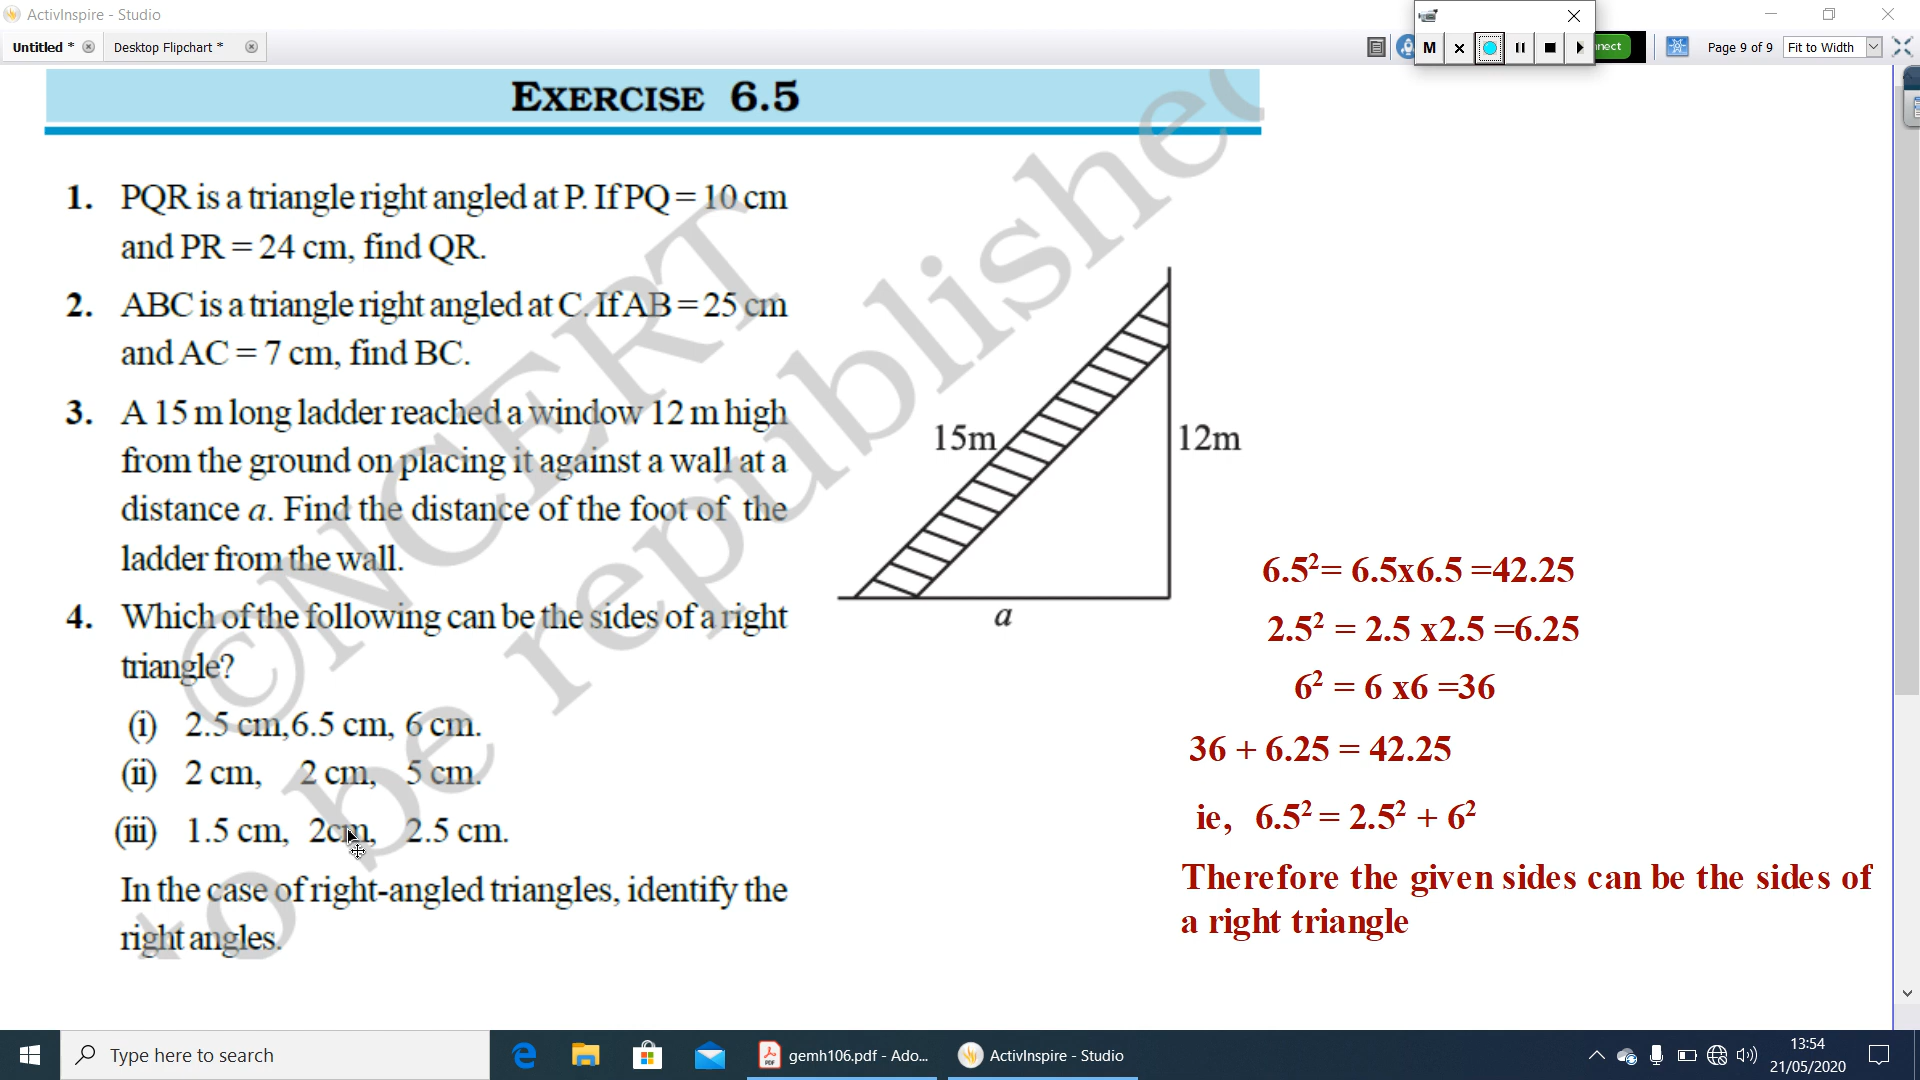 ActivInspire - Studio
Untitled *
Desktop Flipchart *
M
nect
Page 9 of 9
Fit to Width
EXERCISE 6.5
1. PQR is a triangle right angled at P. If PQ = 10 cm
and PR = 24 cm, find QR.
2. ABC is a triangle right angled at C. If AB = 25 cm
and AC = 7 cm, find BC.
3. A 15 m long ladder reached a window 12 m high
from the ground on placing it against a wall at a
distance a. Find the distance of the foot of the
ladder from the wall.
15m
12m
a
4. Which of the following can be the sides of a right
triangle?
(i) 2.5 cm, 6.5 cm, 6 cm.
(ii) 2 cm, 2 cm, 5 cm.
(iii) 1.5 cm, 2cm, 2.5 cm.
In the case of right-angled triangles, identify the
right angles.
©NCERT
to be republished
6.5²= 6.5x6.5 =42.25
2.5² = 2.5 x2.5 =6.25
6² = 6 x6 =36
36 + 6.25 = 42.25
ie, 6.5² = 2.5² + 6²
Therefore the given sides can be the sides of
a right triangle
Type here to search
gemh106.pdf - Ado...
ActivInspire - Studio
13:54
21/05/2020